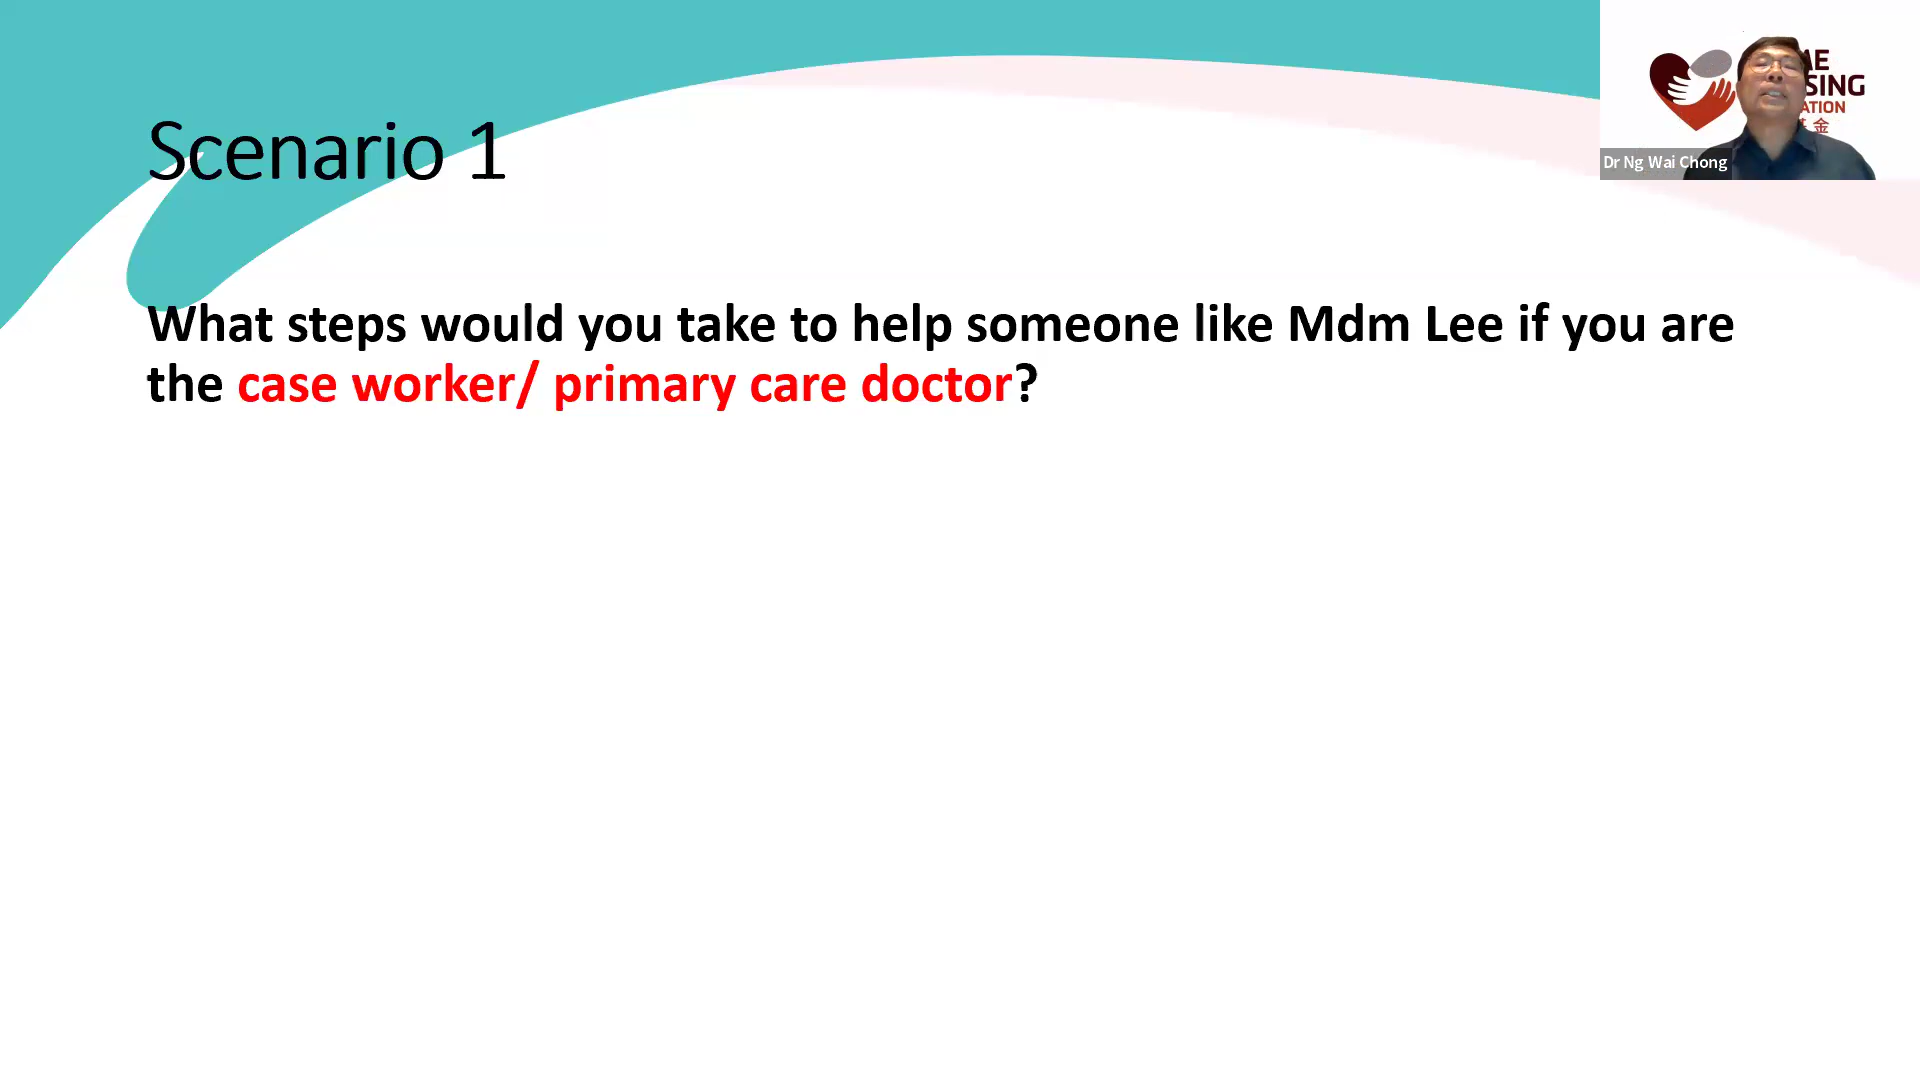 Scenario 1
What steps would you take to help someone like Mdm Lee if you are
the case worker/ primary care doctor?
Dr Ng Wai Chong
金